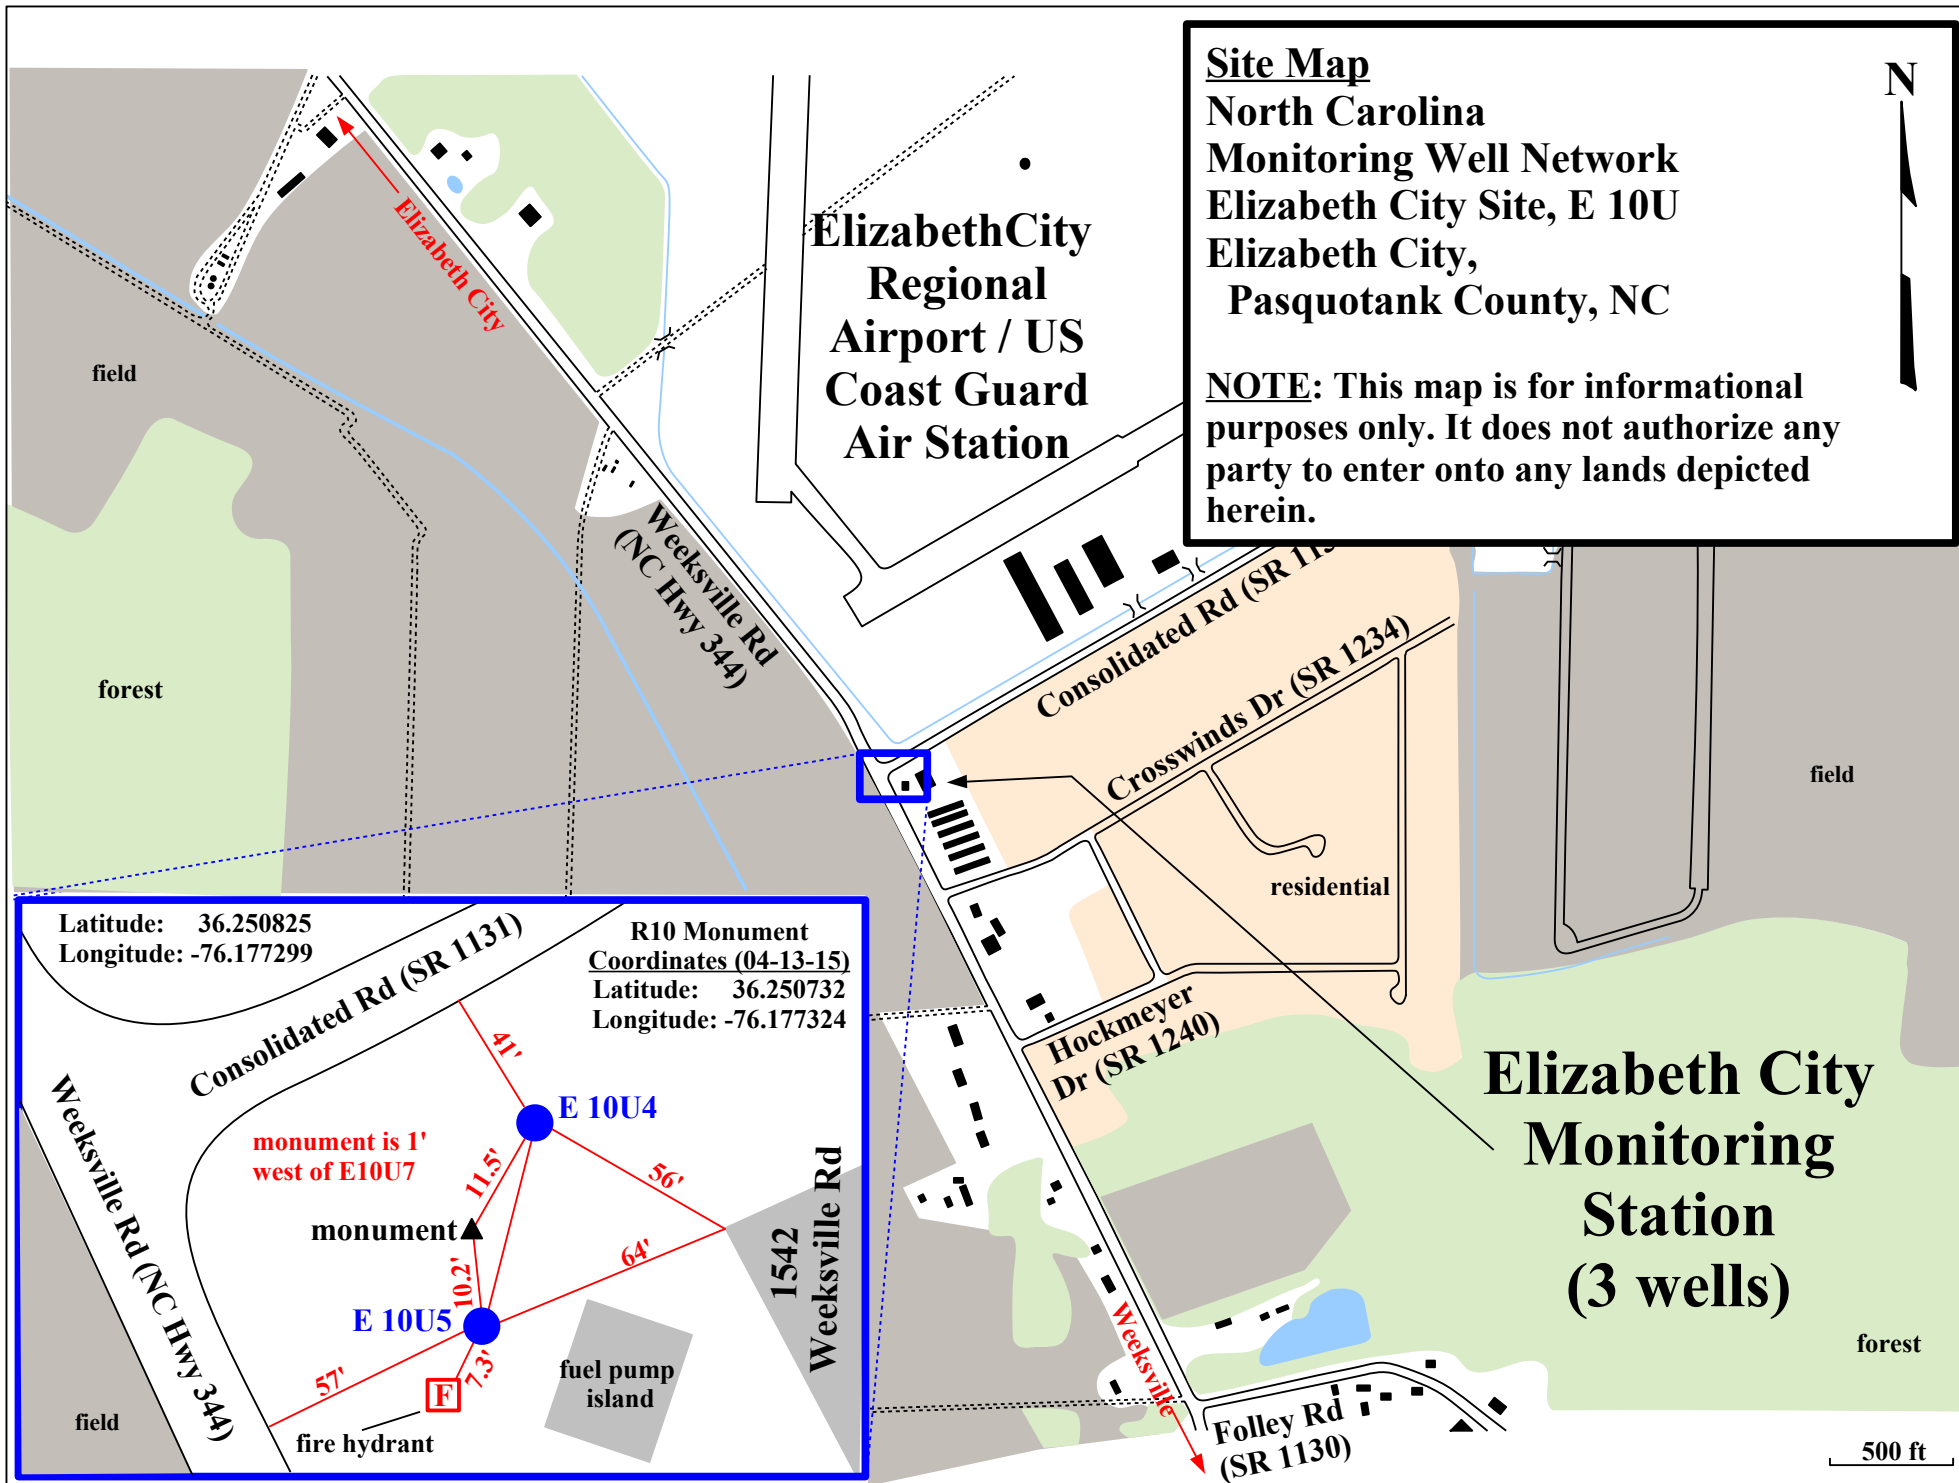 Site Map
North Carolina
Monitoring Well Network
Elizabeth City Site, E 10U
Elizabeth City,
Pasquotank County, NC
NOTE: This map is for informational
purposes only. It does not authorize any
party to enter onto any lands depicted
herein.
N
ElizabethCity
Regional
Airport / US
Coast Guard
Air Station
Elizabeth City
field
forest
Weeksville Rd
(NC Hwy 344)
Consolidated Rd (SR 113
Crosswinds Dr (SR 1234)
residential
field
Hockmeyer
Dr (SR 1240)
Elizabeth City
Monitoring
Station
(3 wells)
forest
Weeksville
Folley Rd
(SR 1130)
500 ft
Latitude: 36.250825
Longitude: -76.177299
R10 Monument
Coordinates (04-13-15)
Latitude: 36.250732
Longitude: -76.177324
Consolidated Rd (SR 1131)
Weeksville Rd (NC Hwy 344)
41'
E 10U4
monument is 1'
west of E10U7
11.5'
56'
monument
10.2'
64'
E 10U5
57'
7.3'
F
fire hydrant
fuel pump
island
1542
Weeksville Rd
field